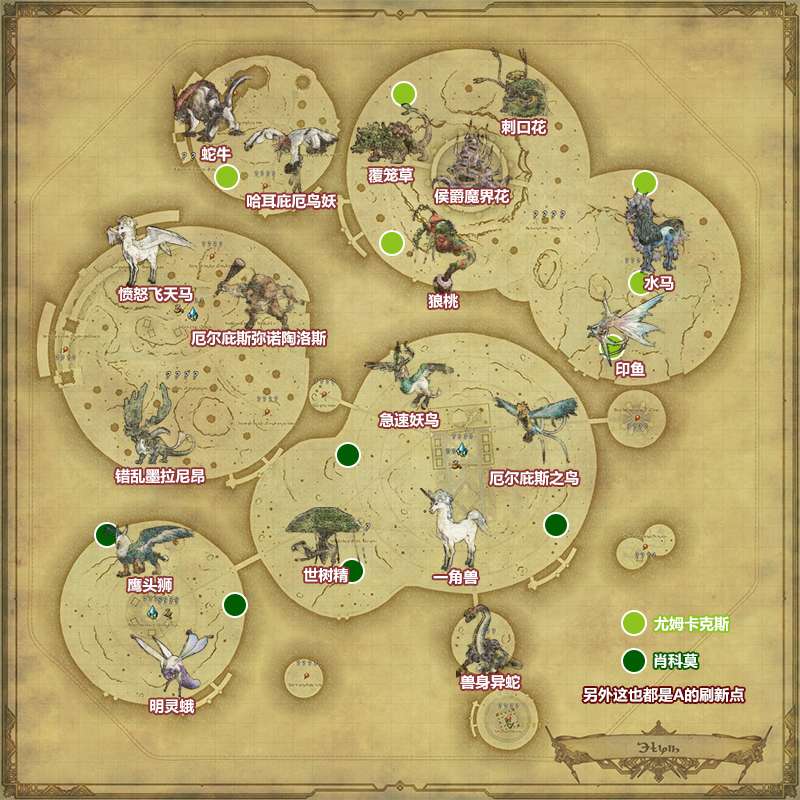 蛇牛
哈耳庇厄鸟妖
刺口花
覆笼草
侯爵魔界花
狼桃
水马
印鱼
愤怒飞天马
厄尔庇斯弥诺陶洛斯
错乱墨拉尼昂
急速妖鸟
厄尔庇斯之鸟
世树精
一角兽
鹰头狮
明灵蛾
兽身异蛇
尤姆卡克斯
肖科莫
另外这也都是A的刷新点